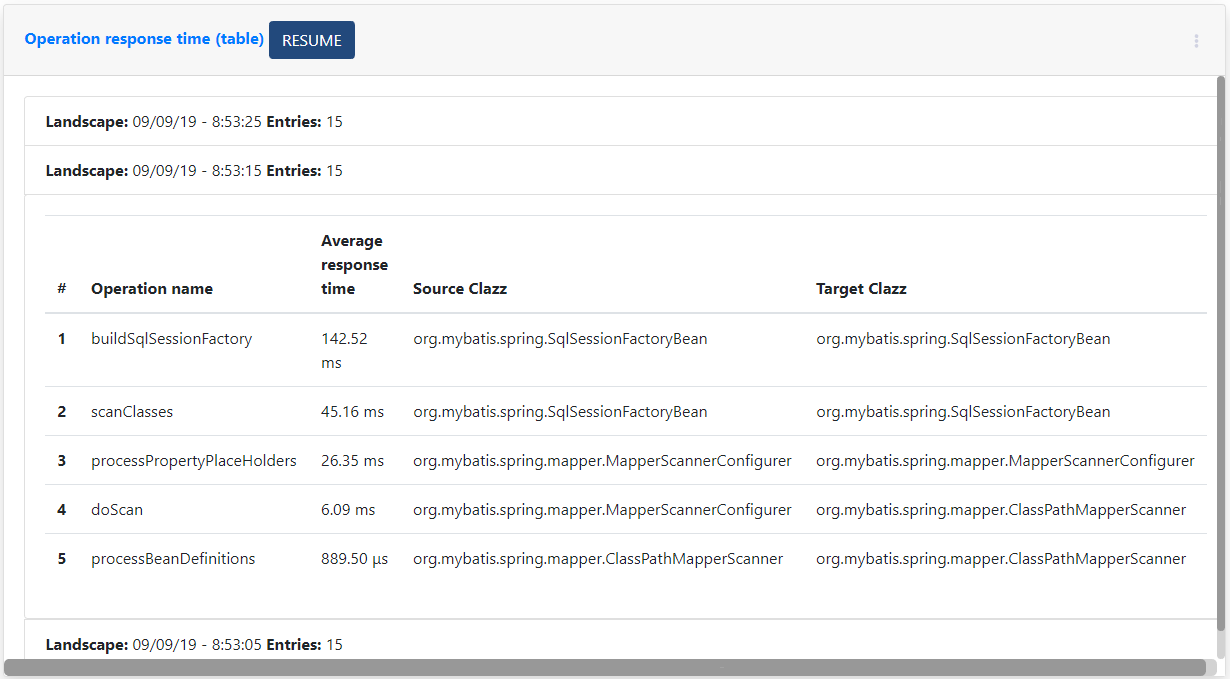 Operation response time (table) RESUME
Landscape: 09/09/19 - 8:53:25 Entries: 15
Landscape: 09/09/19 - 8:53:15 Entries: 15
# Operation name Average response time Source Clazz Target Clazz
1 buildSqlSessionFactory 142.52 ms org.mybatis.spring.SqlSessionFactoryBean org.mybatis.spring.SqlSessionFactoryBean
2 scanClasses 45.16 ms org.mybatis.spring.SqlSessionFactoryBean org.mybatis.spring.SqlSessionFactoryBean
3 processPropertyPlaceHolders 26.35 ms org.mybatis.spring.mapper.MapperScannerConfigurer org.mybatis.spring.mapper.MapperScannerConfigurer
4 doScan 6.09 ms org.mybatis.spring.mapper.MapperScannerConfigurer org.mybatis.spring.mapper.ClassPathMapperScanner
5 processBeanDefinitions 889.50 µs org.mybatis.spring.mapper.ClassPathMapperScanner org.mybatis.spring.mapper.ClassPathMapperScanner
Landscape: 09/09/19 - 8:53:05 Entries: 15